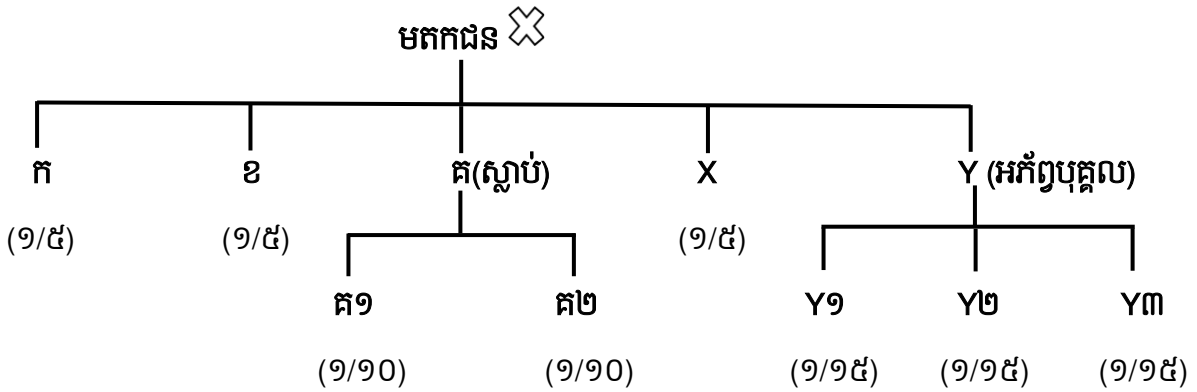 មតកជន
ក ខ គ(ស្លាប់) X Y (អភ័ព្វបុគ្គល)
(១/៥) (១/៥) (១/៥)
គ១ គ២ Y១ Y២ Y៣
(១/១០) (១/១០) (១/១៥) (១/១៥) (១/១៥)